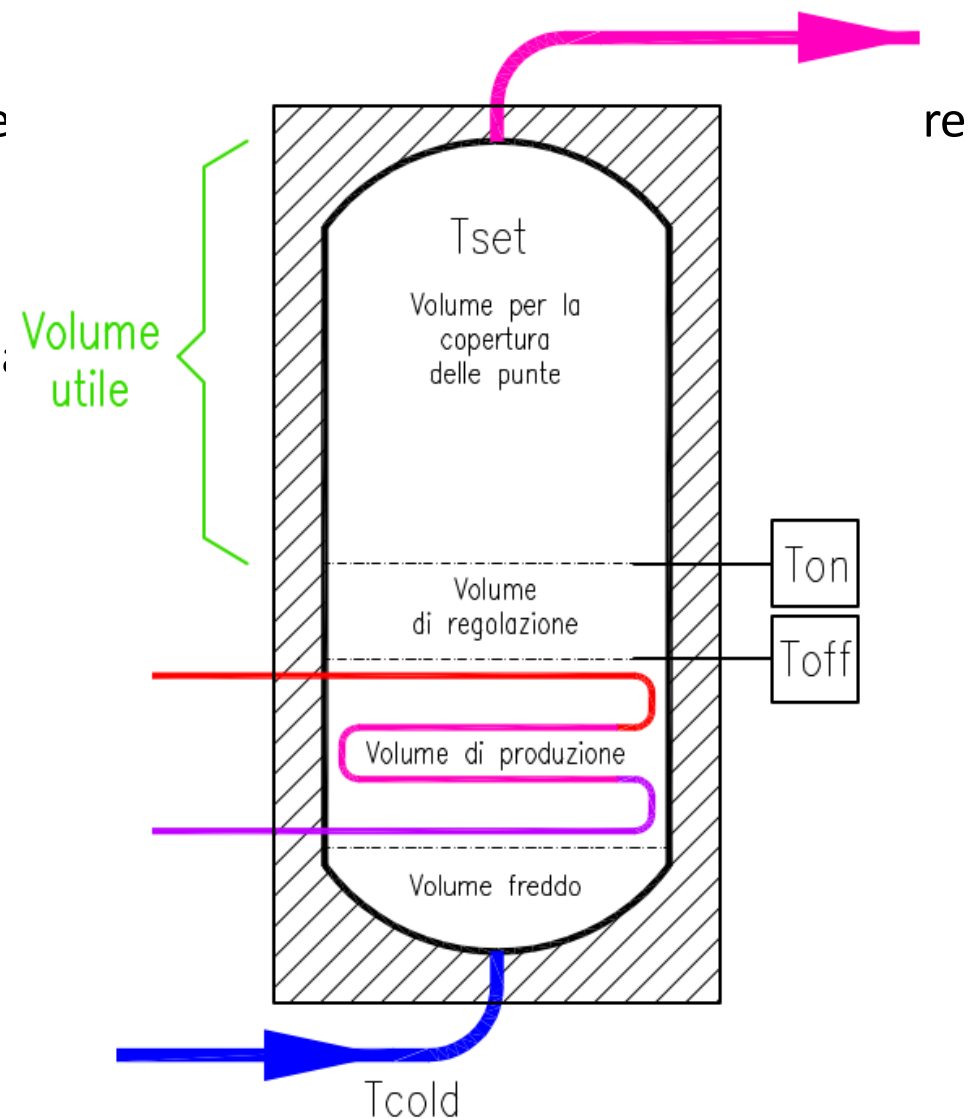 re
Tset
Volume per la
copertura
delle punte
Volume
utile
Ton
Volume
di regolazione
Toff
Volume di produzione
Volume freddo
Tcold